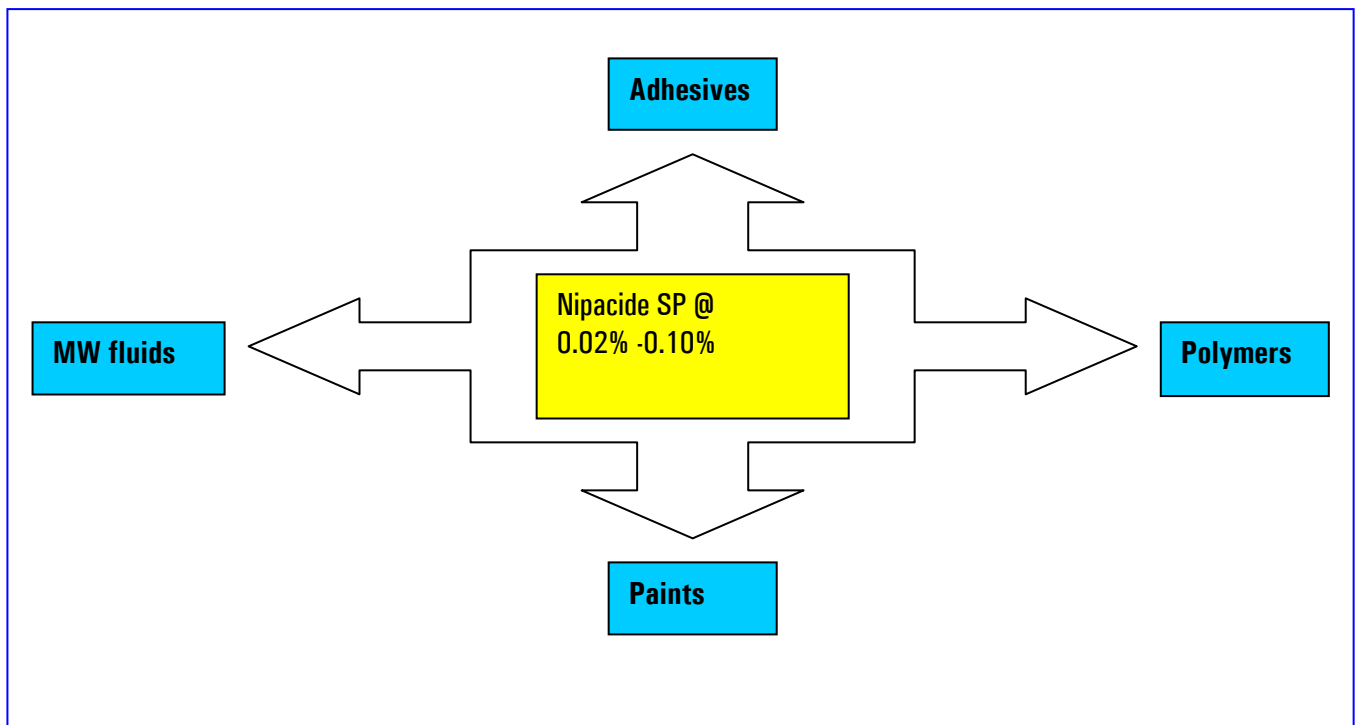 Adhesives
Nipacide SP @
0.02% -0.10%
MW fluids
Polymers
Paints